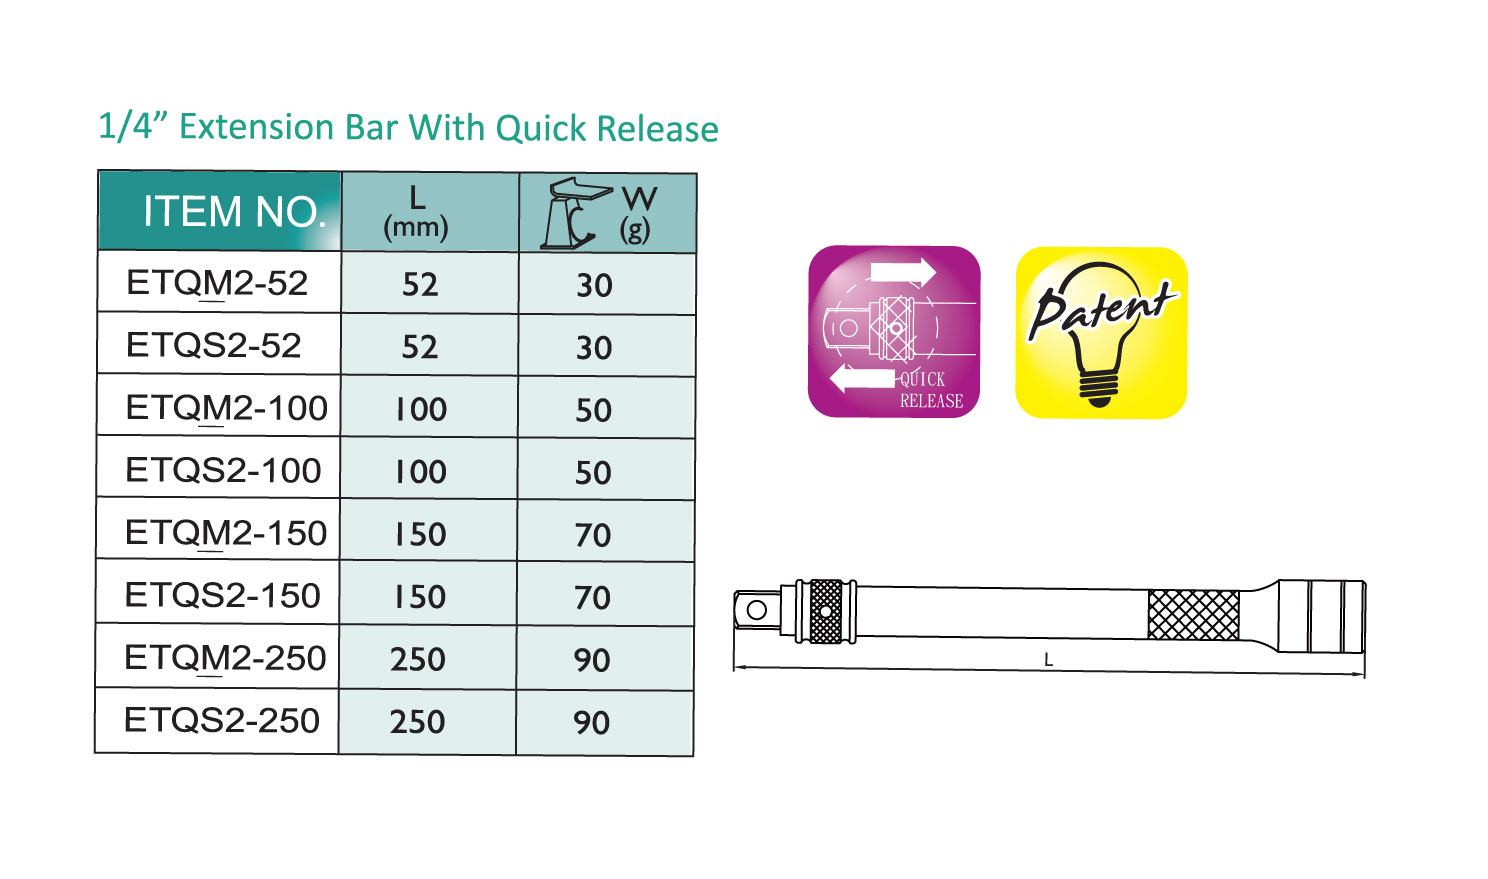 1/4” Extension Bar With Quick Release
ITEM NO. L (mm) W (g)
ETQM2-52 52 30
ETQS2-52 52 30
ETQM2-100 100 50
ETQS2-100 100 50
ETQM2-150 150 70
ETQS2-150 150 70
ETQM2-250 250 90
ETQS2-250 250 90
QUICK
RELEASE
Patent
L